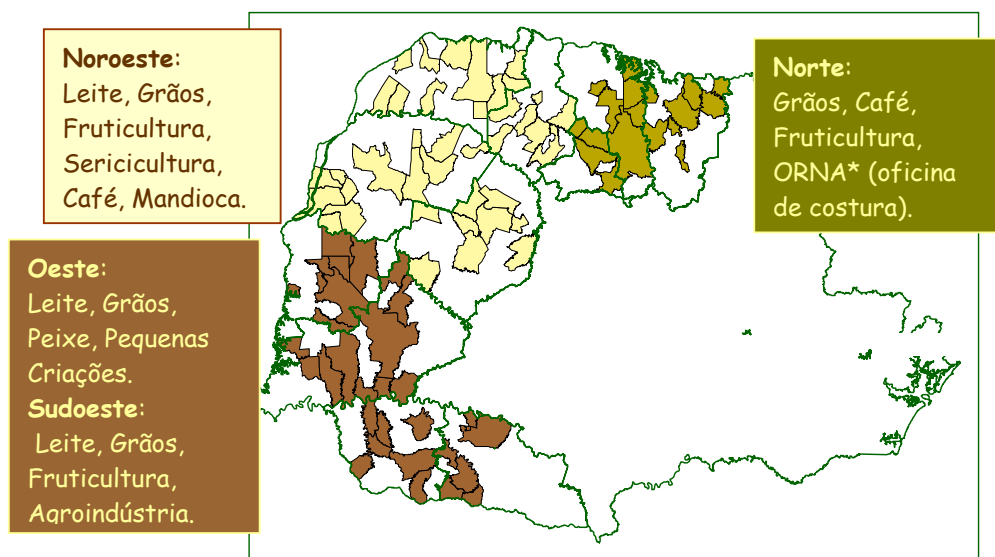 Noroeste:
Leite, Grãos,
Fruticultura,
Sericicultura,
Café, Mandioca.
Norte:
Grãos, Café,
Fruticultura,
ORNA* (oficina
de costura).
Oeste:
Leite, Grãos,
Peixe, Pequenas
Criações.
Sudoeste:
Leite, Grãos,
Fruticultura,
Agroindústria.